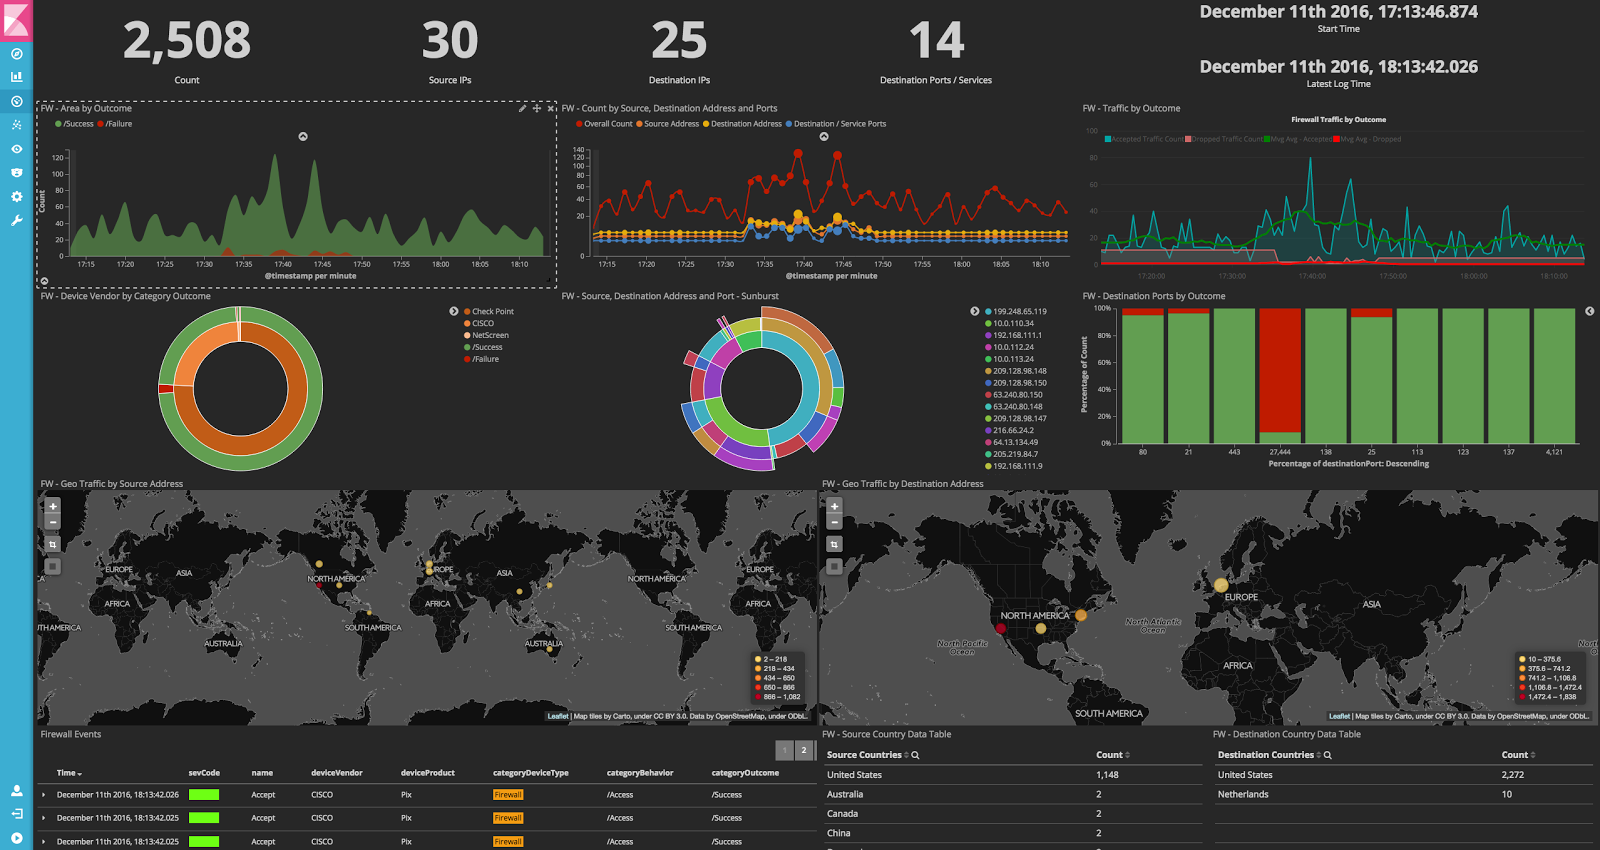 2,508
Count
30
Source IPs
25
Destination IPs
14
Destination Ports / Services
December 11th 2016, 17:13:46.874
Start Time
December 11th 2016, 18:13:42.026
Latest Log Time
FW - Area by Outcome
/Success /Failure
120
100
80
60
40
20
0
Count
17:15 17:20 17:25 17:30 17:35 17:40 17:45 17:50 17:55 18:00 18:05 18:10
@timestamp per minute
FW - Count by Source, Destination Address and Ports
Overall Count Source Address Destination Address Destination / Service Ports
140
120
100
80
60
40
20
0
17:15 17:20 17:25 17:30 17:35 17:40 17:45 17:50 17:55 18:00 18:05 18:10
@timestamp per minute
FW - Traffic by Outcome
Firewall Traffic by Outcome
Accepted Traffic Count Dropped Traffic Count Mvg Avg - Accepted Mvg Avg - Dropped
100
80
60
40
20
0
17:20:00 17:30:00 17:40:00 17:50:00 18:00:00 18:10:00
FW - Device Vendor by Category Outcome
Check Point
CISCO
NetScreen
/Success
/Failure
FW - Source, Destination Address and Port - Sunburst
199.248.65.119
10.0.110.34
192.168.111.1
10.0.112.24
10.0.113.24
209.128.98.148
209.128.98.150
63.240.80.150
63.240.80.148
209.128.98.147
216.66.24.2
64.13.134.49
205.219.84.7
192.168.111.9
FW - Destination Ports by Outcome
100%
80%
60%
40%
20%
0%
Percentage of Count
80 21 443 27,444 138 25 113 123 137 4,121
Percentage of destinationPort: Descending
FW - Geo Traffic by Source Address
+
−
EUROPE ASIA NORTH AMERICA EUROPE ASIA NORTH AMERICA EUROPE
AFRICA AFRICA AFRICA
TH AMERICA SOUTH AMERICA SOUTH AMERICA
AUSTRALIA AUSTRALIA
2 – 218
218 – 434
434 – 650
650 – 866
866 – 1,082
Leaflet | Map tiles by Carto, under CC BY 3.0. Data by OpenStreetMap, under ODbL.
FW - Geo Traffic by Destination Address
+
−
EUROPE
ASIA
NORTH AMERICA
North Atlantic
Ocean
North Pacific
Ocean
AFRICA
SOUTH AMERICA
10 – 375.6
375.6 – 741.2
741.2 – 1,106.8
1,106.8 – 1,472.4
1,472.4 – 1,838
Leaflet | Map tiles by Carto, under CC BY 3.0. Data by OpenStreetMap, under ODbL.
Firewall Events
1 2
Time sevCode name deviceVendor deviceProduct categoryDeviceType categoryBehavior categoryOutcome
December 11th 2016, 18:13:42.026 Accept CISCO Pix Firewall /Access /Success
December 11th 2016, 18:13:42.025 Accept CISCO Pix Firewall /Access /Success
December 11th 2016, 18:13:42.025 Accept CISCO Pix Firewall /Access /Success
FW - Source Country Data Table
Source Countries Count
United States 1,148
Australia 2
Canada 2
China 2
FW - Destination Country Data Table
Destination Countries Count
United States 2,272
Netherlands 10